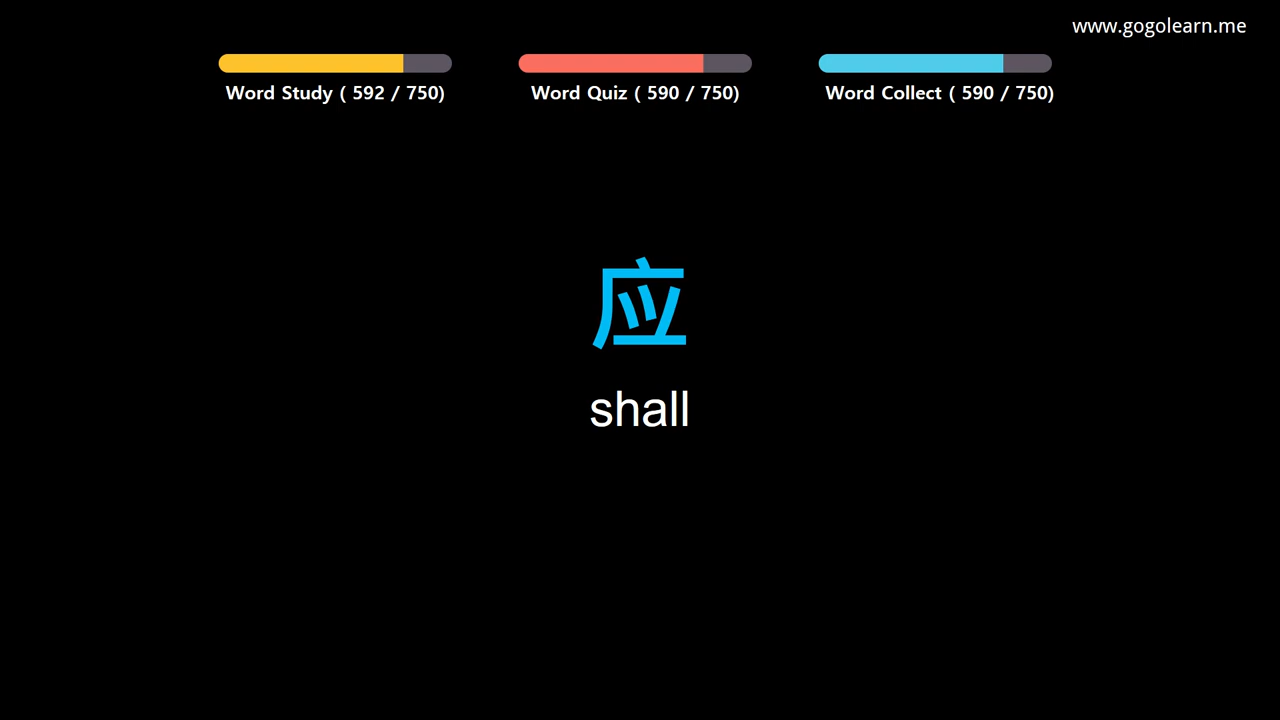 www.gogolearn.me
Word Study ( 592 / 750)
Word Quiz ( 590 / 750)
Word Collect ( 590 / 750)
应
shall